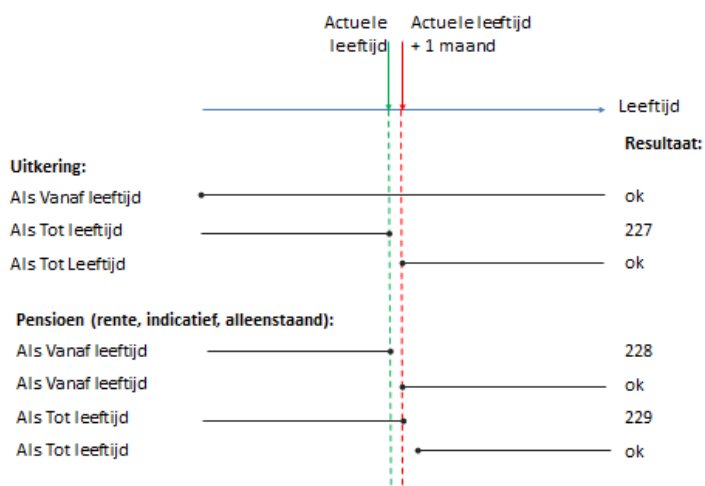 Actuele
leeftijd
Actuele leeftijd
+ 1 maand
Leeftijd
Resultaat:
Uitkering:
Als Vanaf leeftijd ok
Als Tot leeftijd 227
Als Tot Leeftijd ok
Pensioen (rente, indicatief, alleenstaand):
Als Vanaf leeftijd 228
Als Vanaf leeftijd ok
Als Tot leeftijd 229
Als Tot leeftijd ok